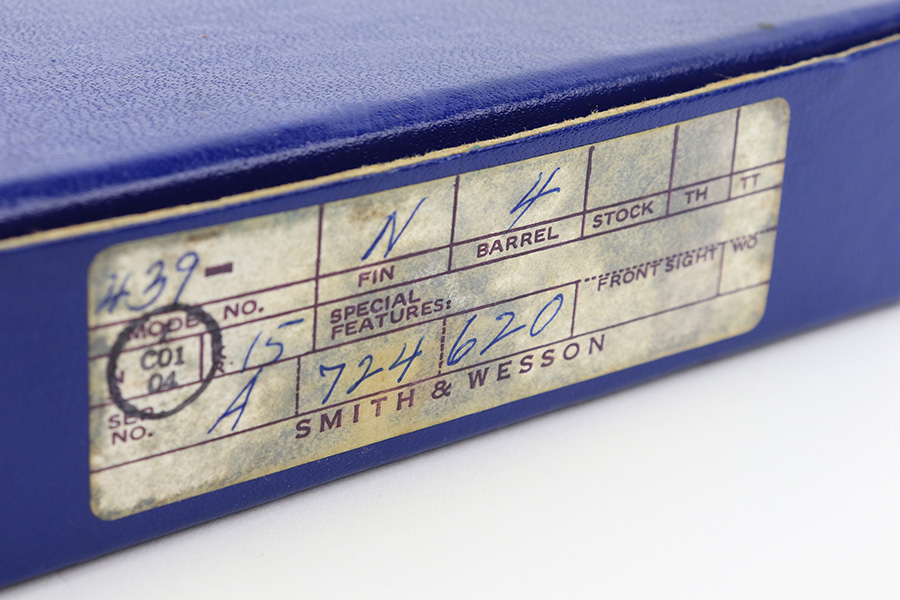 439-
N
4
MODEL NO.
FIN
BARREL
STOCK
TH
TT
C01
04
15
SPECIAL
FEATURES:
FRONT SIGHT
WO
SER.
NO.
A
724
620
SMITH & WESSON